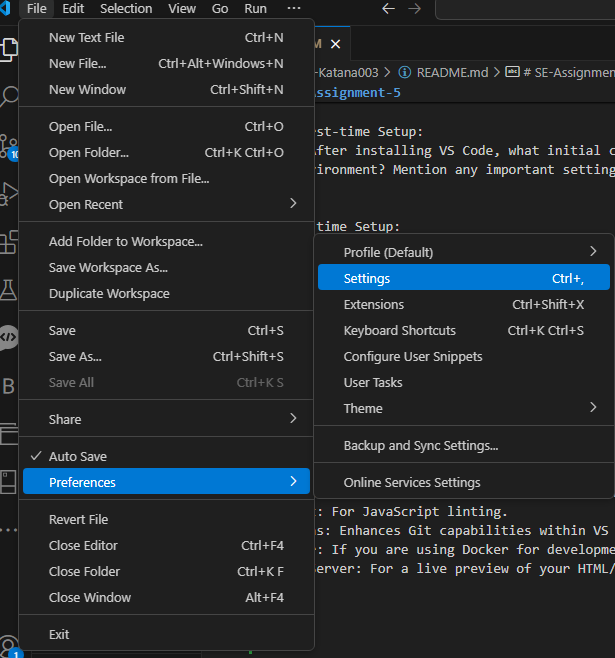 File Edit Selection View Go Run ···
New Text File Ctrl+N
New File... Ctrl+Alt+Windows+N
New Window Ctrl+Shift+N
Open File... Ctrl+O
Open Folder... Ctrl+K Ctrl+O
Open Workspace from File...
Open Recent
Add Folder to Workspace...
Save Workspace As...
Duplicate Workspace
Save Ctrl+S
Save As... Ctrl+Shift+S
Save All Ctrl+K S
Share
Auto Save
Preferences
Revert File
Close Editor Ctrl+F4
Close Folder Ctrl+K F
Close Window Alt+F4
Exit
Profile (Default)
Settings Ctrl+,
Extensions Ctrl+Shift+X
Keyboard Shortcuts Ctrl+K Ctrl+S
Configure User Snippets
User Tasks
Theme
Backup and Sync Settings...
Online Services Settings
M
-Katana003 > README.md > # SE-Assignment
ssignment-5
st-time Setup:
After installing VS Code, what initial c
vironment? Mention any important setting
time Setup:
: For JavaScript linting.
ns: Enhances Git capabilities within VS
: If you are using Docker for developme
erver: For a live preview of your HTML/
10
B
1